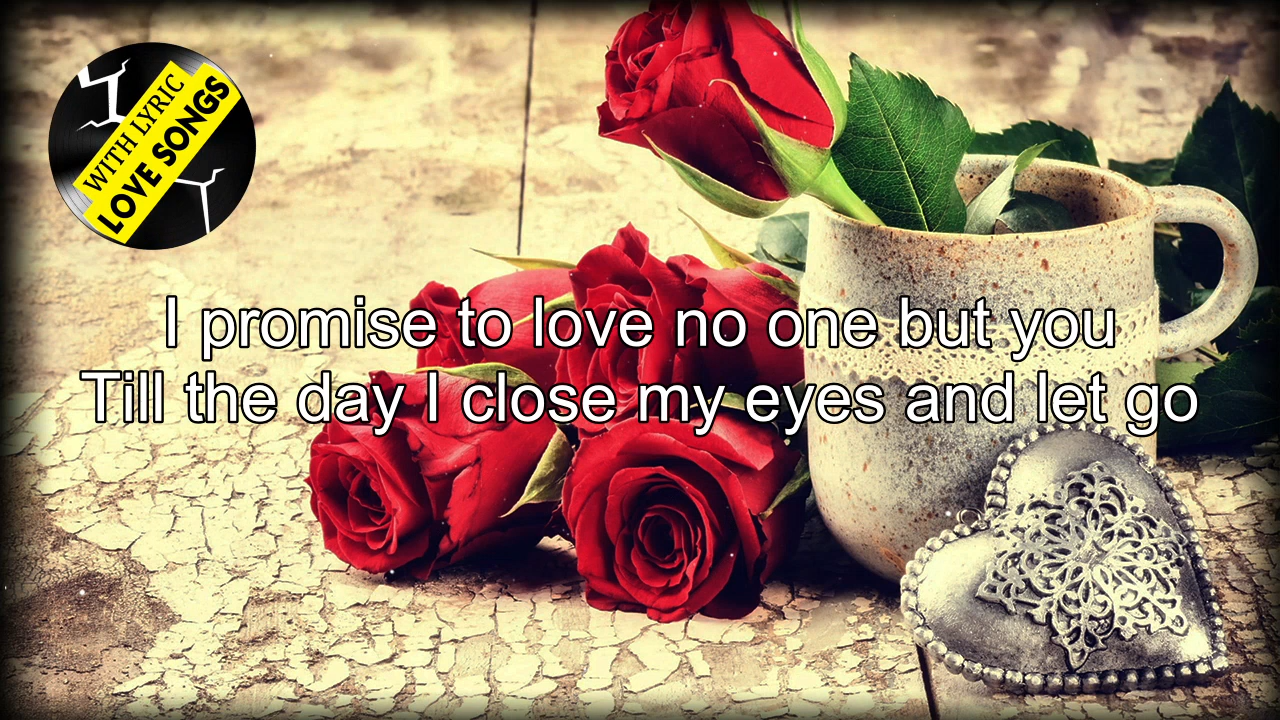 WITH LYRIC
LOVE SONGS
I promise to love no one but you
Till the day I close my eyes and let go